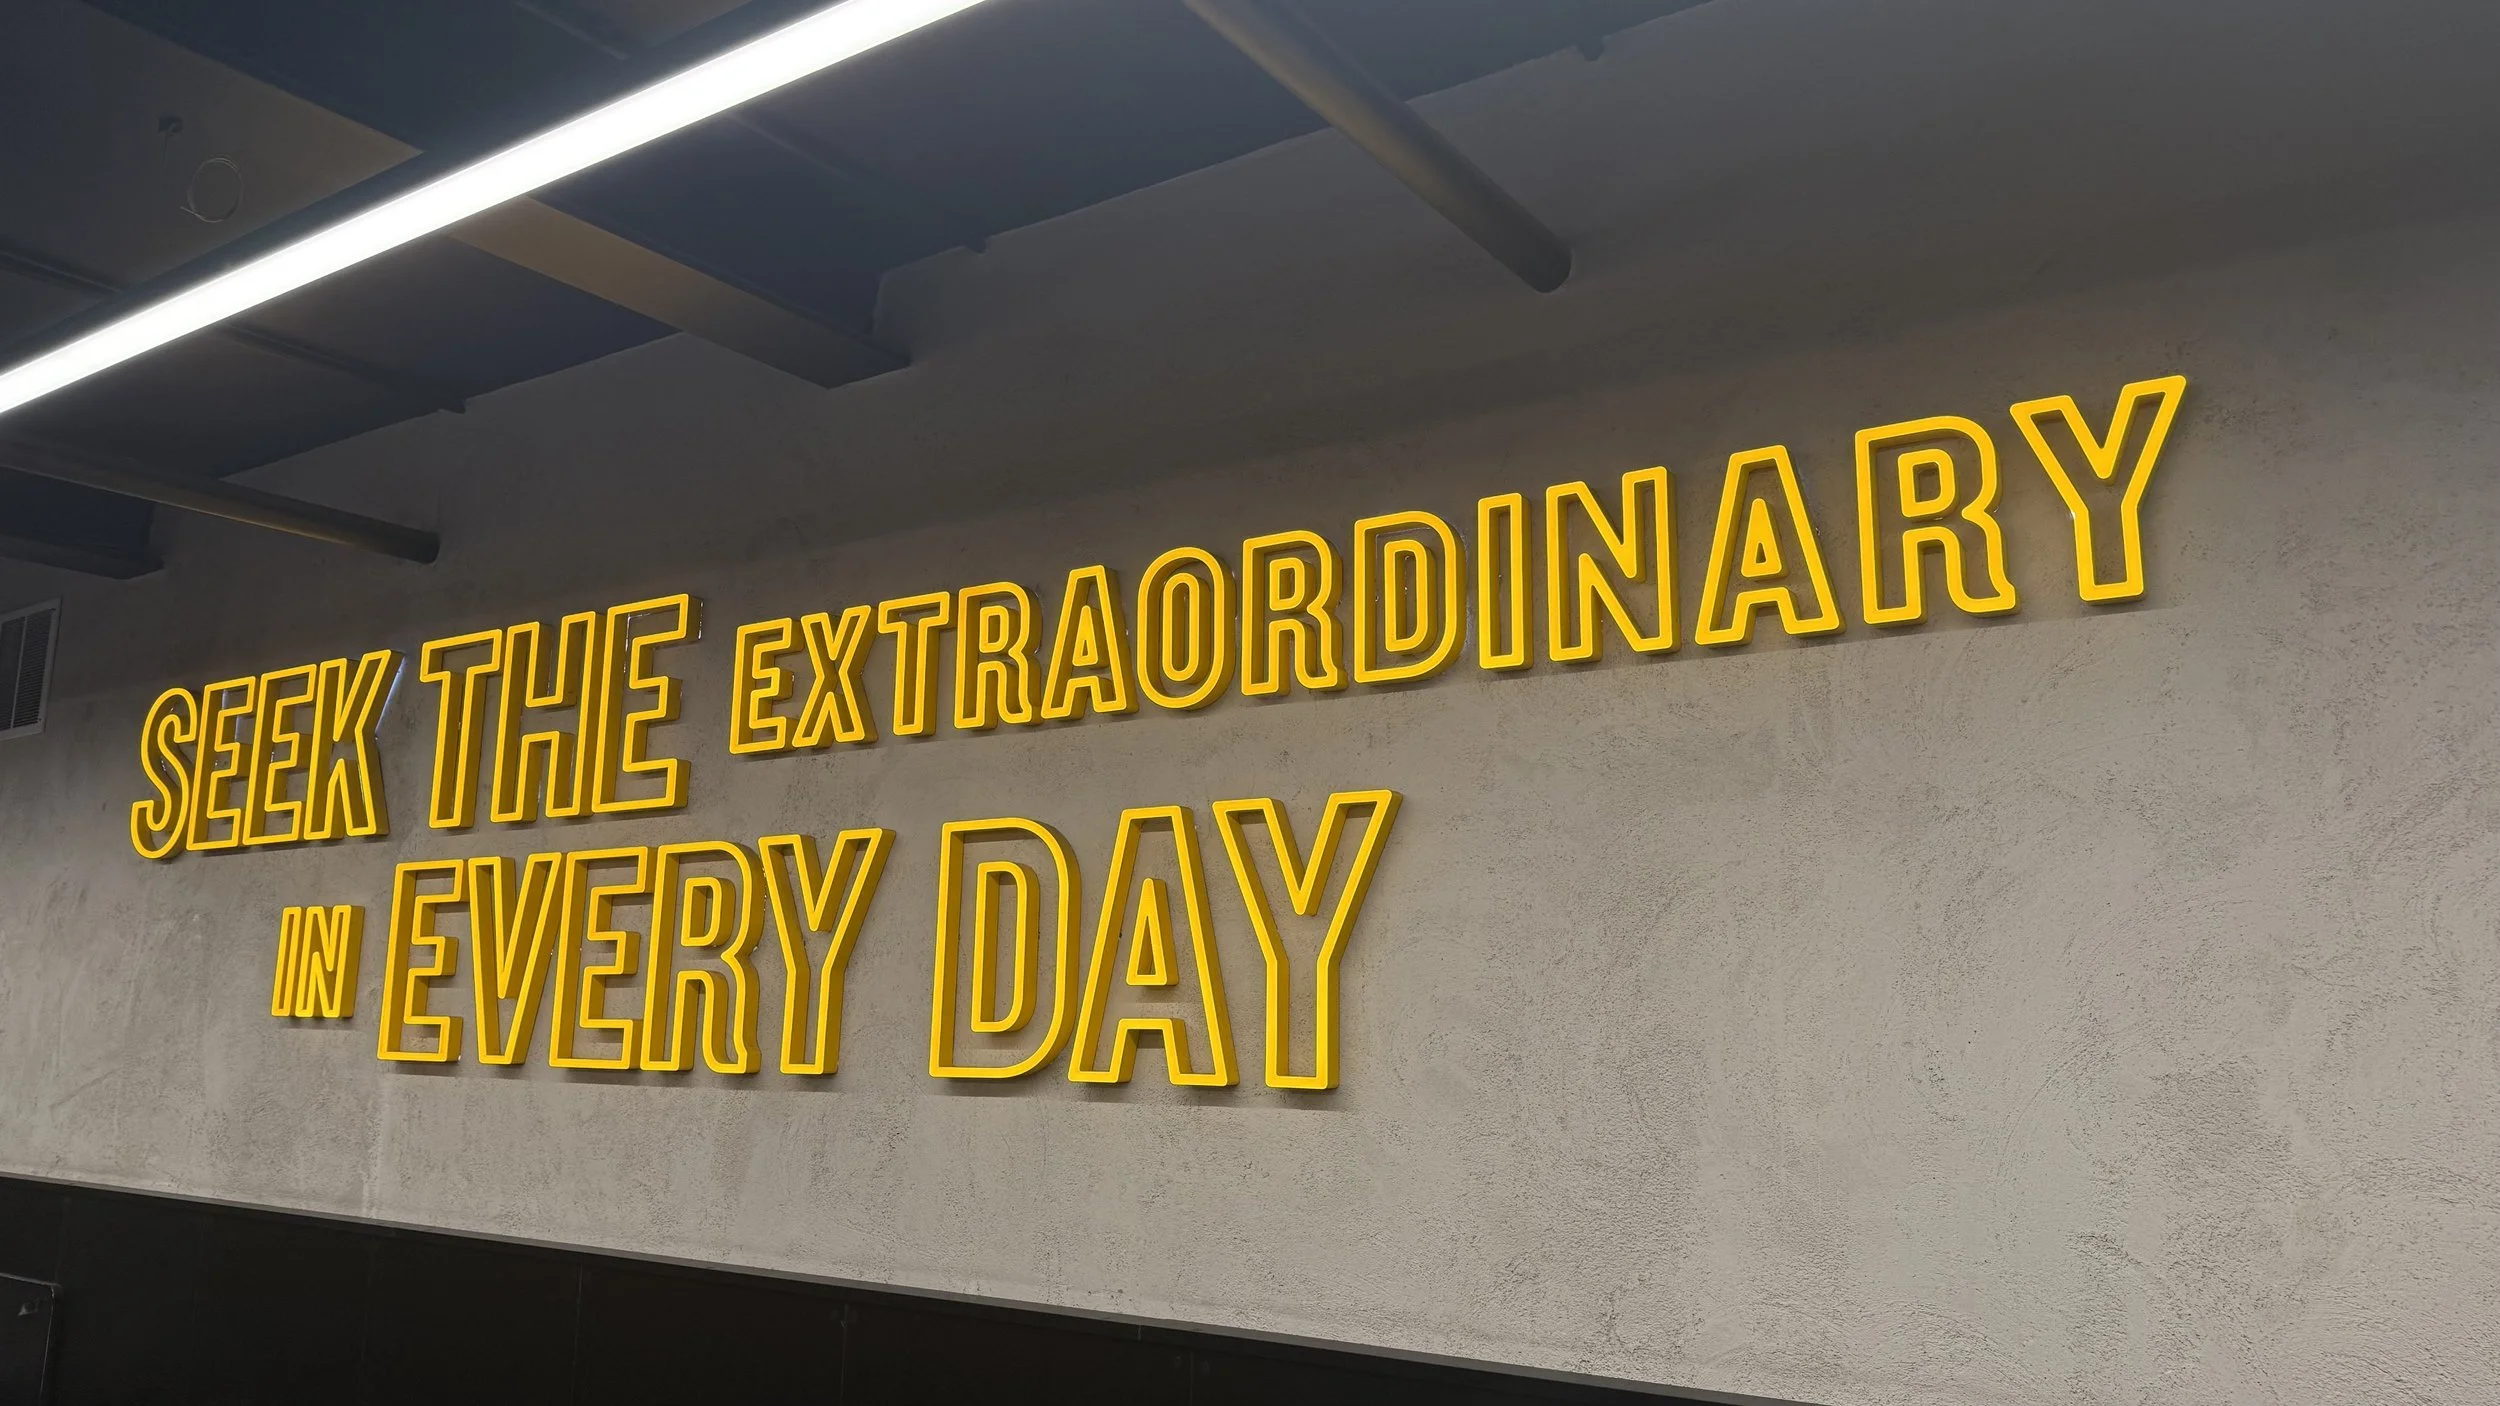 SEEK THE EXTRAORDINARY
IN EVERY DAY